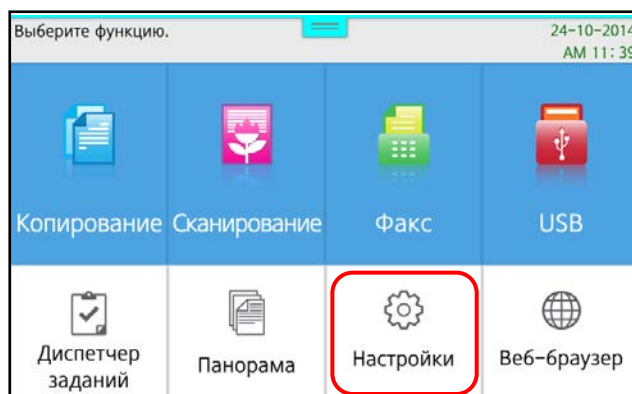 Выберите функцию.
24-10-2014
AM 11:39
Копирование
Сканирование
Факс
USB
Диспетчер
заданий
Панорама
Настройки
Веб-браузер